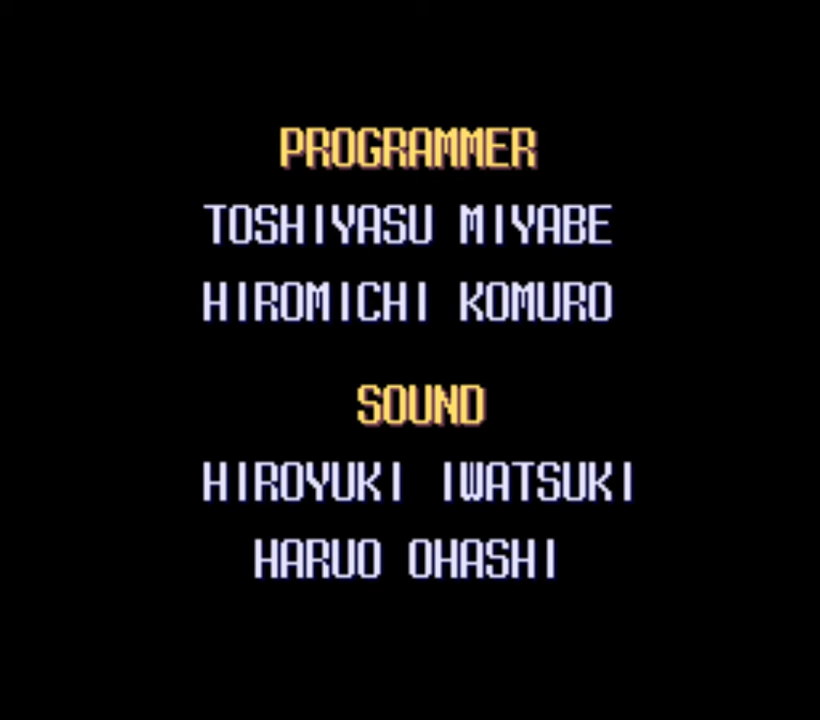 PROGRAMMER
TOSHIYASU MIYABE
HIROMICHI KOMURO
SOUND
HIROYUKI IWATSUKI
HARUO OHASHI